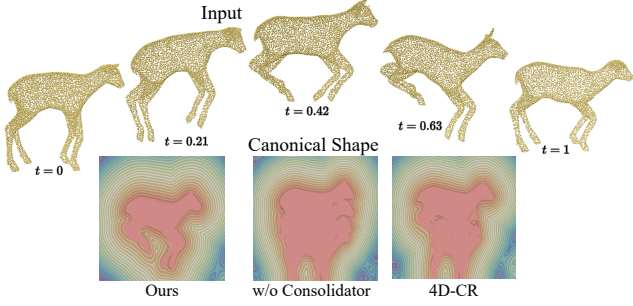 Input
t = 0
t = 0.21
t = 0.42
t = 0.63
t = 1
Canonical Shape
Ours
w/o Consolidator
4D-CR